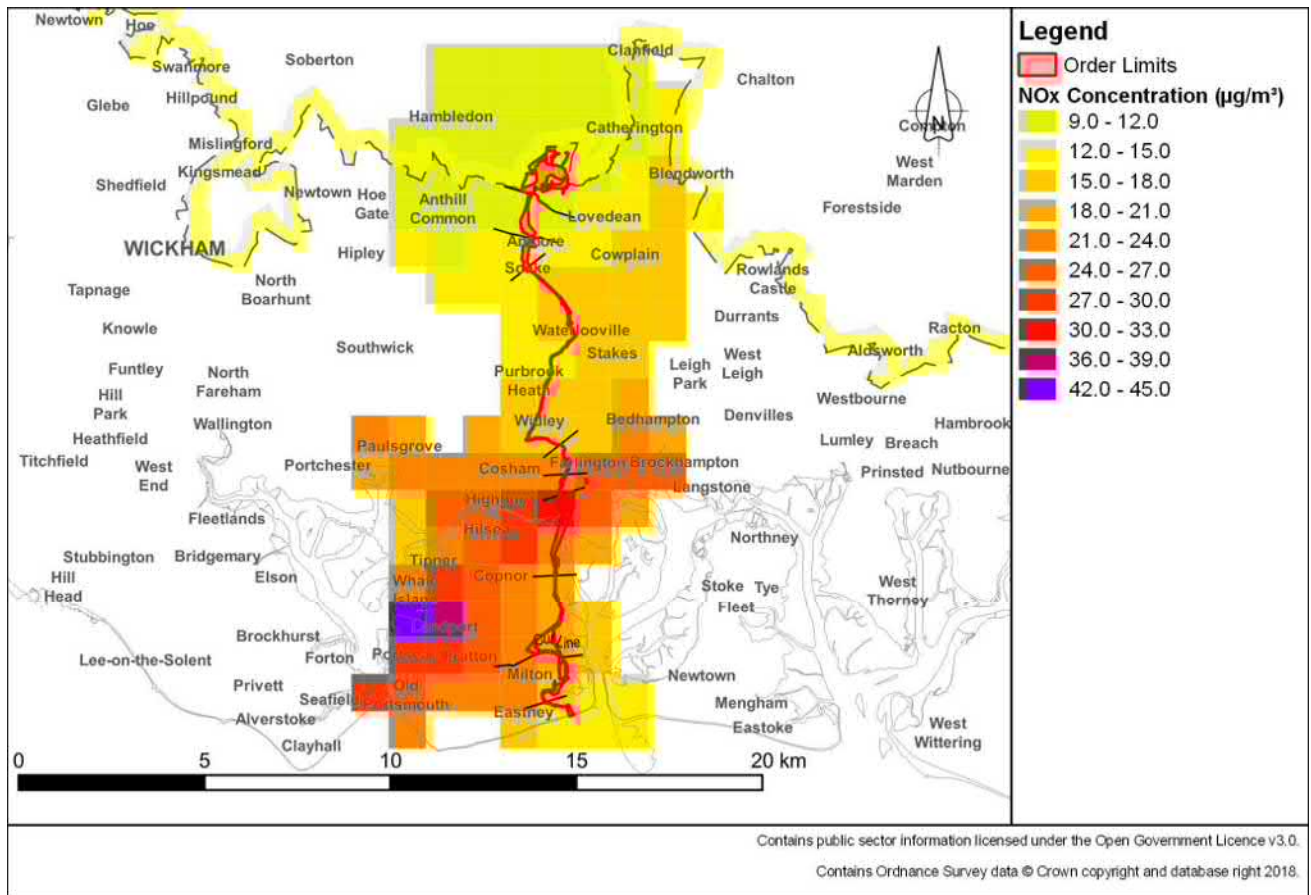 Newtown
Hoe
Swanmore
Soberton
Clanfield
Chalton
Glebe
Hillpound
Hambledon
Catherington
Compton
N
Mislingford
Kingsmead
West
Marden
Blendworth
Shedfield
Newtown
Hoe
Gate
Anthill
Common
Lovedean
Forestside
WICKHAM
Hipley
Cowplain
North
Boarhunt
Rowlands
Castle
Tapnage
Durrants
Knowle
Waterlooville
Racton
Southwick
Stakes
Aldsworth
Funtley
North
Fareham
Purbrook
Heath
Leigh
Park
West
Leigh
Hill
Park
Westbourne
Wallington
Widley
Bedhampton
Denvilles
Hambrook
Heathfield
Paulsgrove
Lumley
Breach
Titchfield
West
End
Portchester
Cosham
Farlington
Brockhampton
Prinsted
Nutbourne
Langstone
Fleetlands
Hilsea
Northney
Stubbington
Bridgemary
Tipner
Hill
Head
Elson
Whale
Island
Copnor
Stoke
Tye
Fleet
West
Thorney
Brockhurst
Line
Lee-on-the-Solent
Forton
Milton
Newtown
Privett
Seafield
Old
Portsmouth
Mengham
Alverstoke
Eastney
Eastoke
West
Wittering
Clayhall
0 5 10 15 20 km
Legend
Order Limits
NOx Concentration (µg/m³)
9.0 - 12.0
12.0 - 15.0
15.0 - 18.0
18.0 - 21.0
21.0 - 24.0
24.0 - 27.0
27.0 - 30.0
30.0 - 33.0
36.0 - 39.0
42.0 - 45.0
Contains public sector information licensed under the Open Government Licence v3.0.
Contains Ordnance Survey data © Crown copyright and database right 2018.